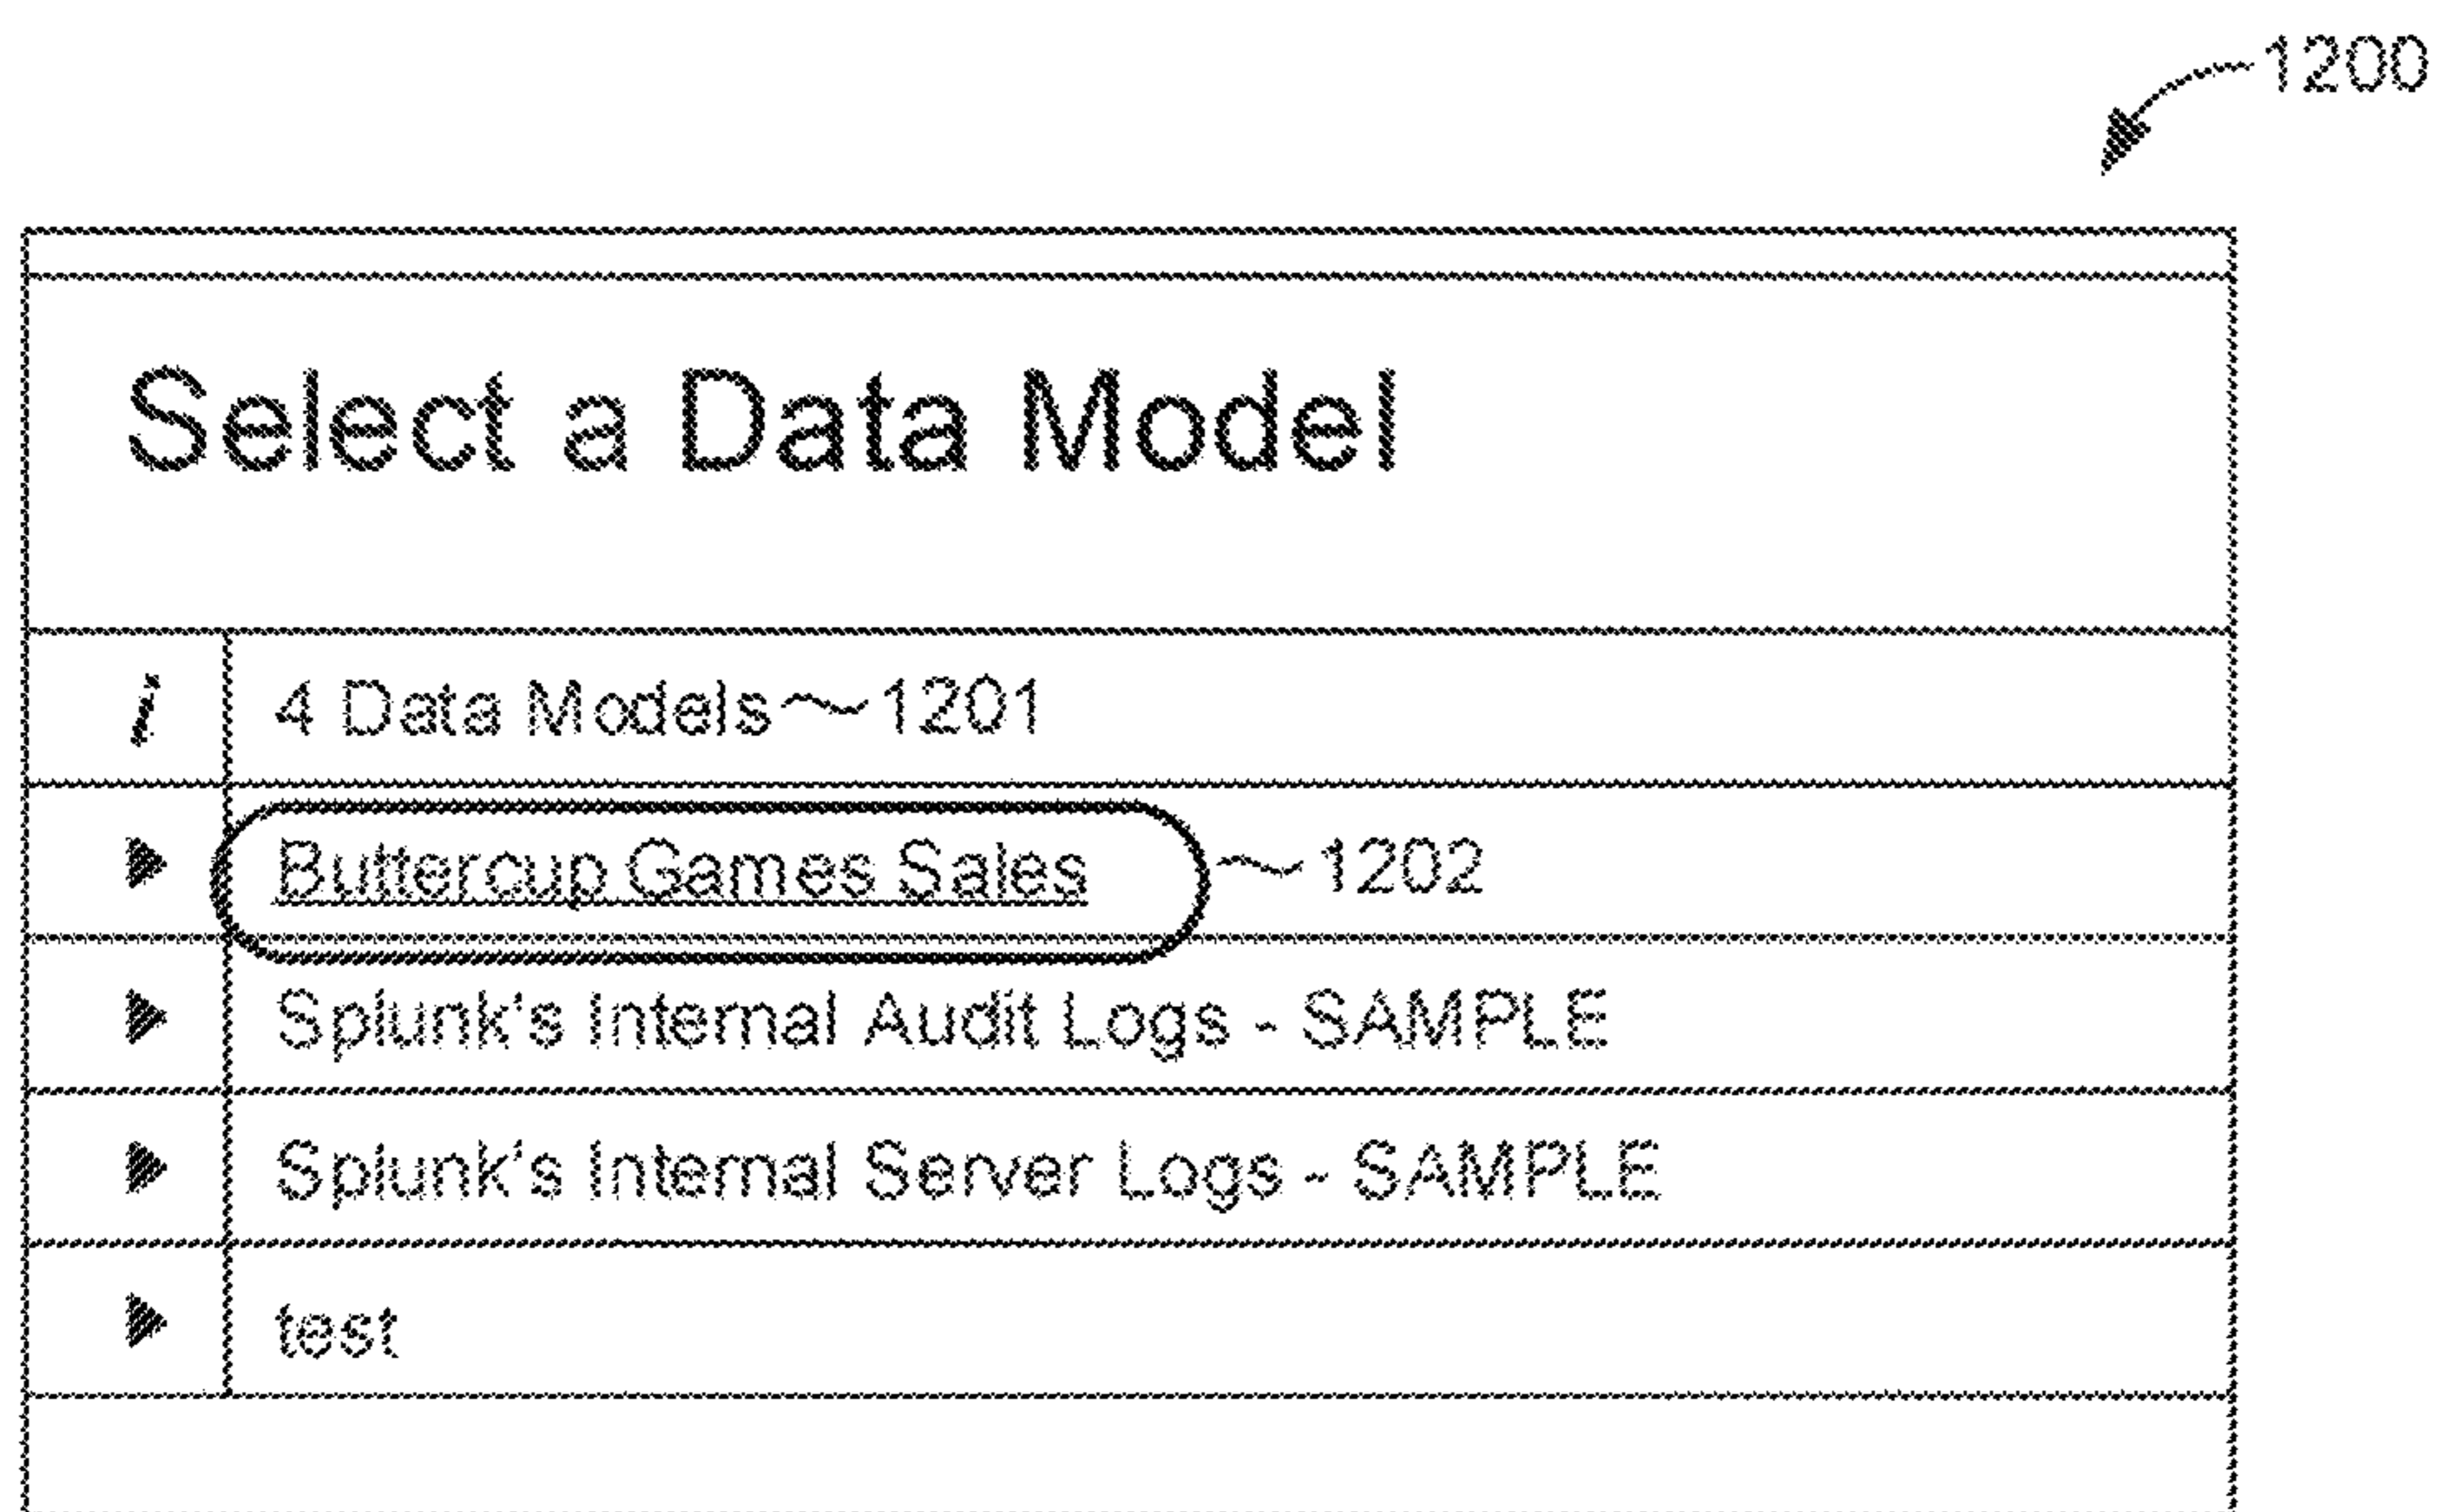 1200
Select a Data Model
i 4 Data Models 1201
Buttercup Games Sales 1202
Splunk's Internal Audit Logs - SAMPLE
Splunk's Internal Server Logs - SAMPLE
test